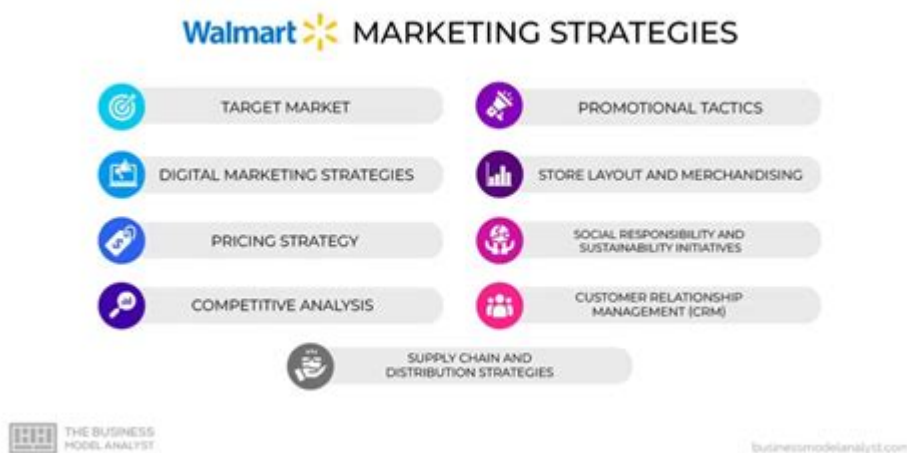 Walmart MARKETING STRATEGIES
TARGET MARKET
DIGITAL MARKETING STRATEGIES
PRICING STRATEGY
COMPETITIVE ANALYSIS
PROMOTIONAL TACTICS
STORE LAYOUT AND MERCHANDISING
SOCIAL RESPONSIBILITY AND
SUSTAINABILITY INITIATIVES
CUSTOMER RELATIONSHIP
MANAGEMENT (CRM)
SUPPLY CHAIN AND
DISTRIBUTION STRATEGIES
THE BUSINESS
MODEL ANALYST
businessmodelanalyst.com